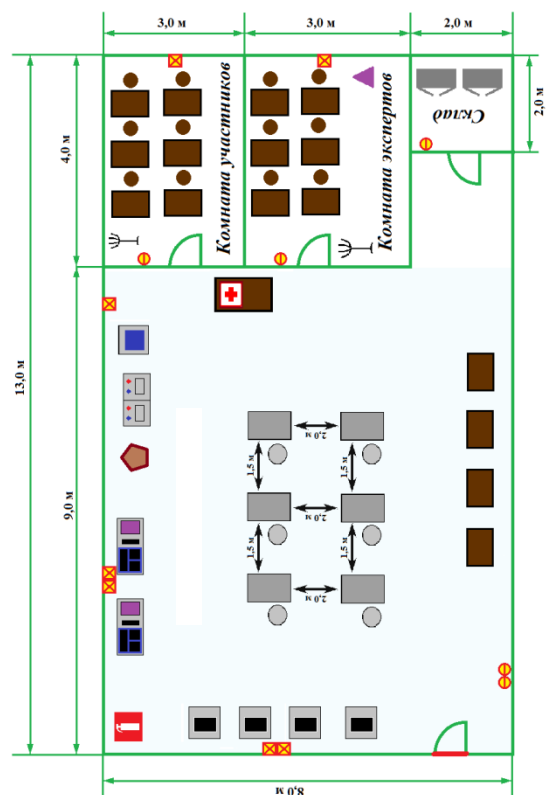 3,0 м
3,0 м
2,0 м
13,0 м
4,0 м
9,0 м
2,0 м
Комната участников
Комната экспертов
Склад
2,0 м
1,5 м
1,5 м
2,0 м
1,5 м
1,5 м
2,0 м
8,0 м